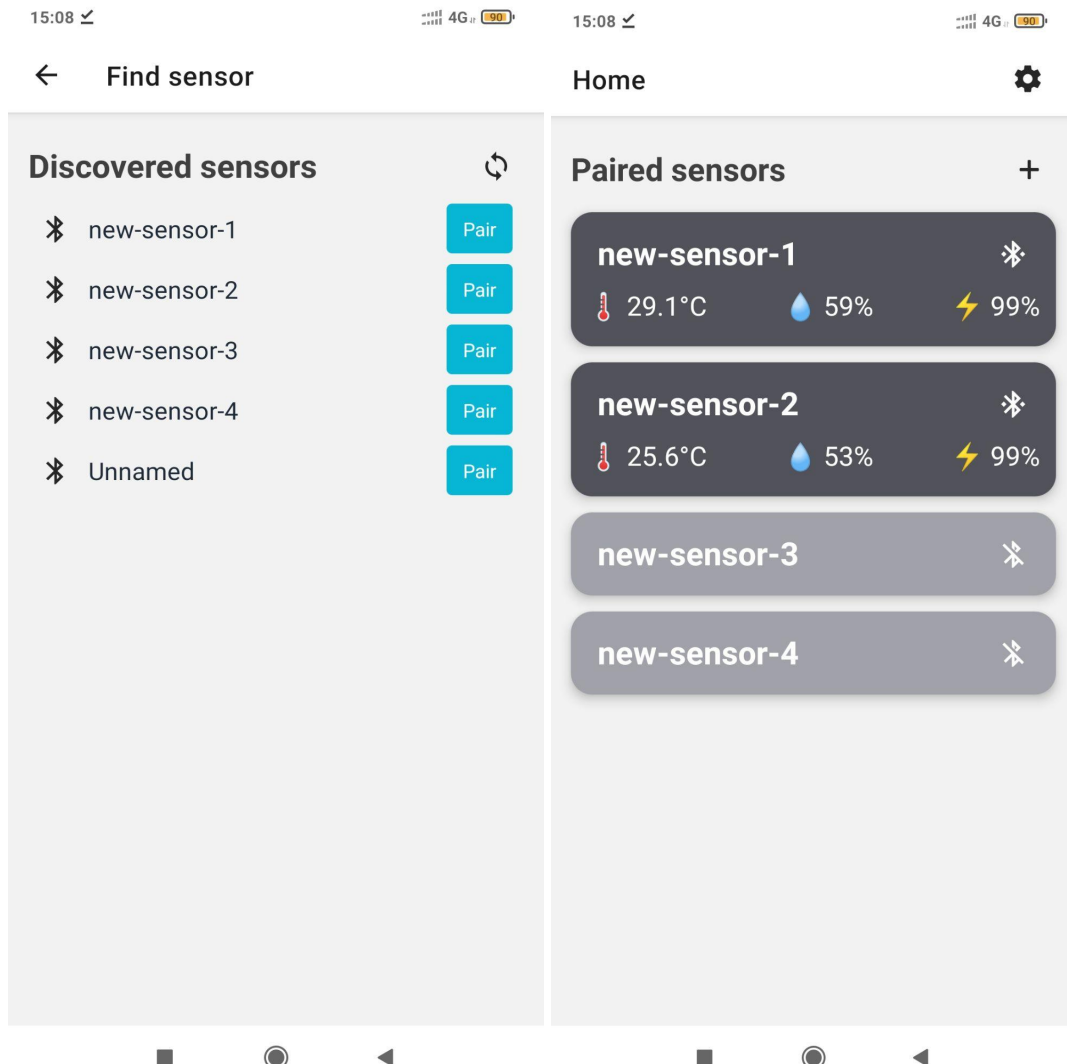 15:08 4G 90
Find sensor
Discovered sensors
new-sensor-1 Pair
new-sensor-2 Pair
new-sensor-3 Pair
new-sensor-4 Pair
Unnamed Pair
15:08 4G 90
Home
Paired sensors +
new-sensor-1
29.1°C 59% 99%
new-sensor-2
25.6°C 53% 99%
new-sensor-3
new-sensor-4